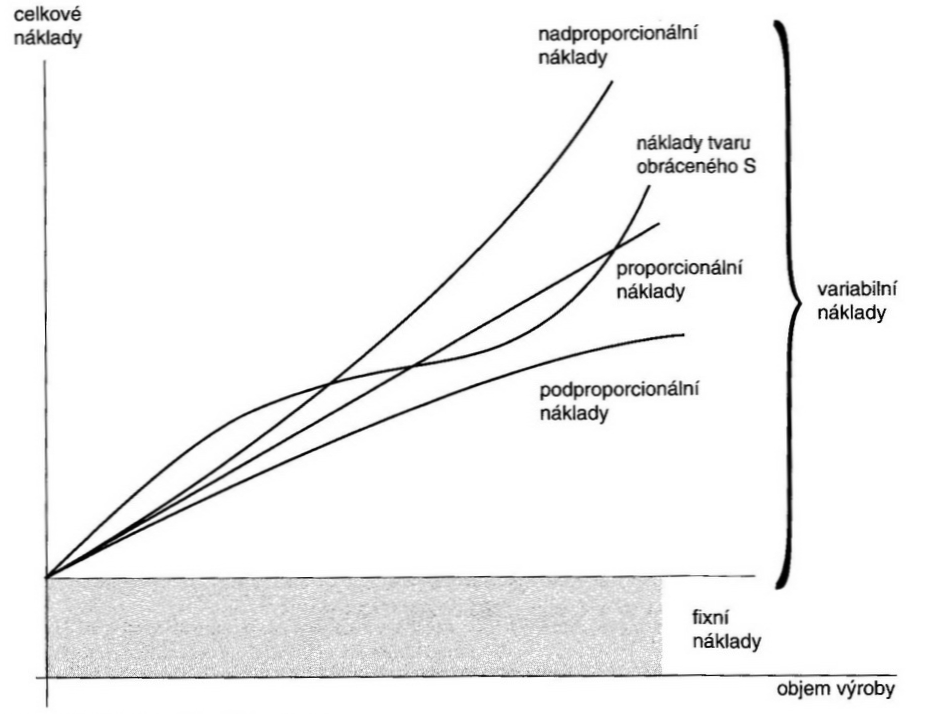 celkové
náklady
nadproporcionální
náklady
náklady tvaru
obráceného S
proporcionální
náklady
variabilní
náklady
podproporcionální
náklady
fixní
náklady
objem výroby